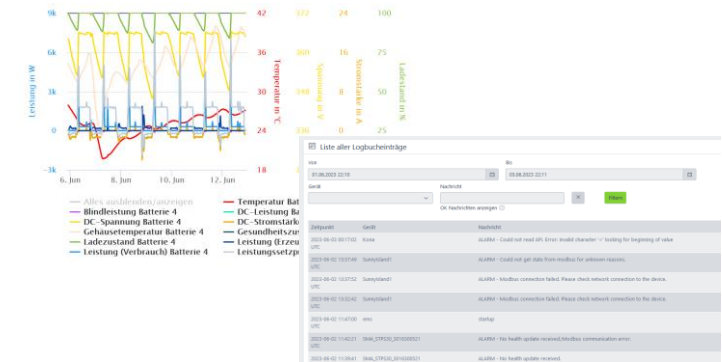 9k
6k
3k
0
-3k
Leistung in W
6. Jun
8. Jun
10. Jun
12. Jun
42
36
30
24
18
Temperatur in °C
372
360
348
336
Spannung in V
24
16
8
0
Stromstärke in A
100
75
50
25
Ladestand in %
Alles ausblenden/anzeigen
Blindleistung Batterie 4
DC-Spannung Batterie 4
Gehäusetemperatur Batterie 4
Ladezustand Batterie 4
Leistung (Verbrauch) Batterie 4
Temperatur Bat
DC-Leistung Ba
DC-Stromstärk
Gesundheitszu
Leistung (Erzeu
Leistungssetzp
Liste aller Logbucheinträge
Von
Bis
01.06.2023 22:10
03.06.2023 22:11
Gerät
Nachricht
Filtern
OK Nachrichten anzeigen
Zeitpunkt Gerät Nachricht
2023-06-03 00:17:02 UTC Kona ALARM - Could not read API. Error: invalid character '<' looking for beginning of value
2023-06-02 13:37:49 UTC SunnyIsland1 ALARM - Could not get state from modbus for unknown reasons.
2023-06-02 13:37:52 UTC SunnyIsland1 ALARM - Modbus connection failed. Please check network connection to the device.
2023-06-02 13:32:42 UTC SunnyIsland1 ALARM - Modbus connection failed. Please check network connection to the device.
2023-06-02 11:47:00 UTC ems Startup
2023-06-02 11:42:21 UTC ALARM - No health update received,Modbus communication error.
2023-06-02 11:39:41 ALARM - No health update received.